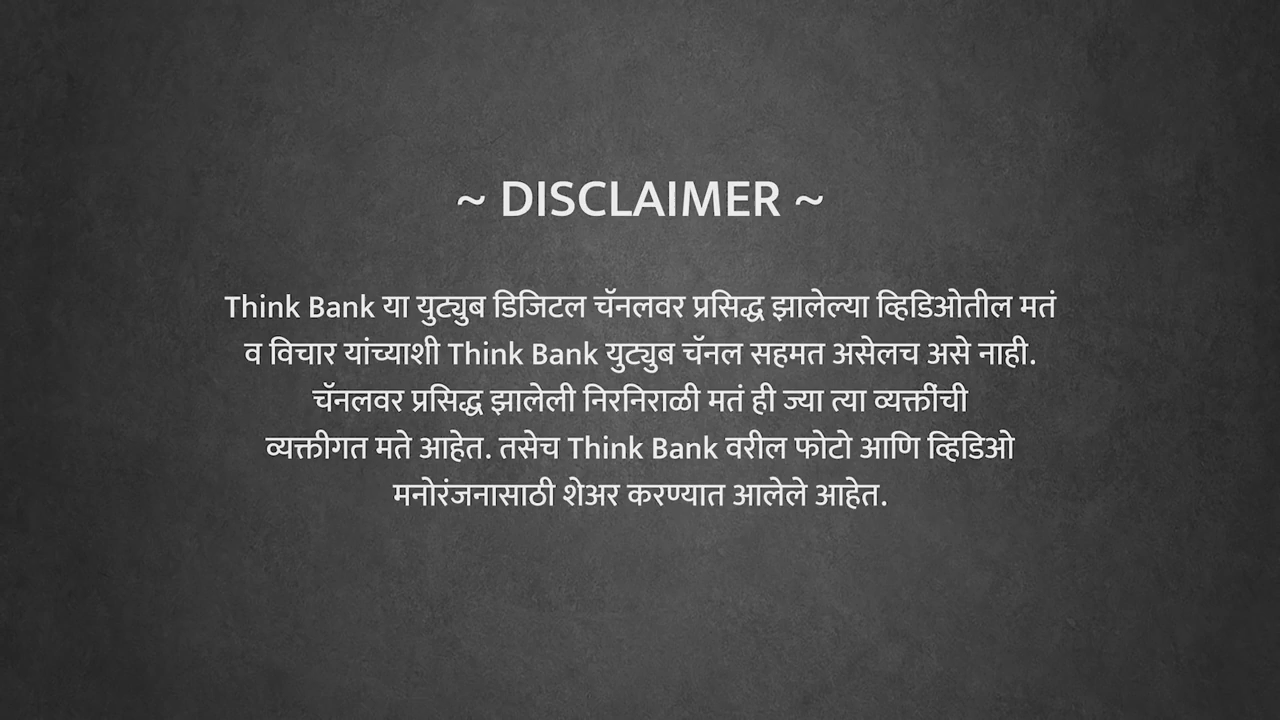 ~ DISCLAIMER ~
Think Bank या युट्युब डिजिटल चॅनलवर प्रसिद्ध झालेल्या व्हिडिओतील मतं
व विचार यांच्याशी Think Bank युट्युब चॅनल सहमत असेलच असे नाही.
चॅनलवर प्रसिद्ध झालेली निरनिराळी मतं ही ज्या त्या व्यक्तींची
व्यक्तीगत मते आहेत. तसेच Think Bank वरील फोटो आणि व्हिडिओ
मनोरंजनासाठी शेअर करण्यात आलेले आहेत.